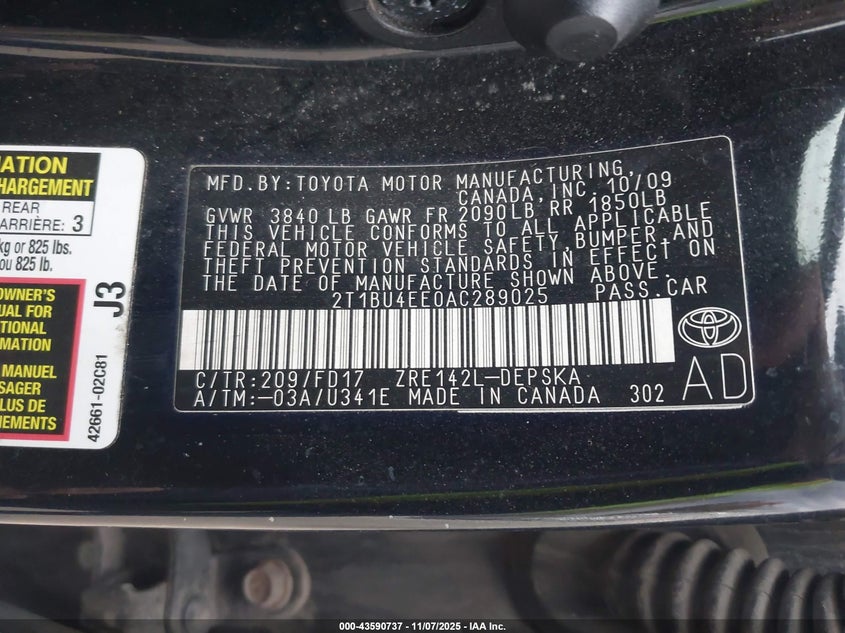 MATION
CHARGEMENT
REAR
ARRIÈRE: 3
kg or 825 lbs.
ou 825 lb.
OWNER'S
UAL FOR
TIONAL
RMATION
MANUEL
SAGER
PLUS DE
NEMENTS
J3
42661-02C81
MFD.BY:TOYOTA MOTOR MANUFACTURING,
CANADA,INC. 10/09
GVWR 3840 LB GAWR FR 2090LB RR 1850LB
THIS VEHICLE CONFORMS TO ALL APPLICABLE
FEDERAL MOTOR VEHICLE SAFETY,BUMPER,AND
THEFT PREVENTION STANDARDS IN EFFECT ON
THE DATE OF MANUFACTURE SHOWN ABOVE.
2T1BU4EE0AC289025 PASS.CAR
C/TR:209/FD17 ZRE142L-DEPSKA
A/TM:-03A/U341E MADE IN CANADA 302
AD
000-43590737 - 11/07/2025 - IAA Inc.